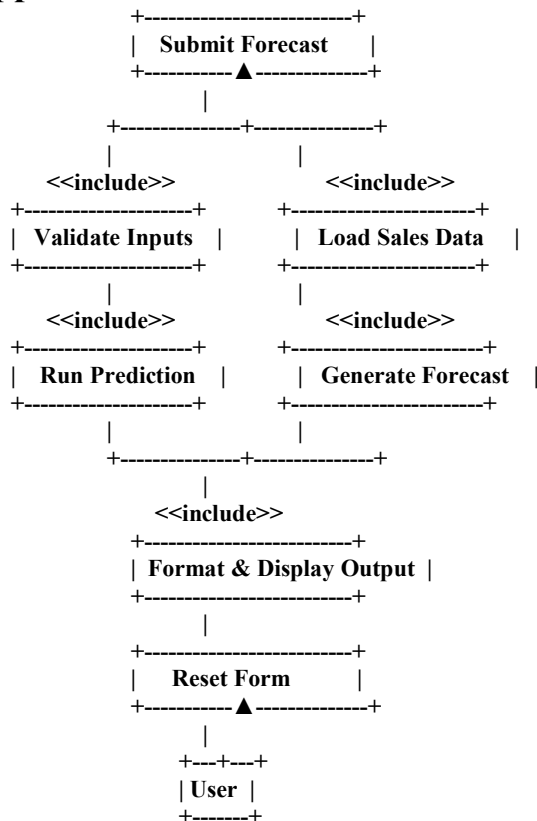 +---------------------------+
| Submit Forecast |
+-----------▲--------------+
|
+---------------+---------------+
| |
<<include>> <<include>>
+---------------------+ +-----------------------+
| Validate Inputs | | Load Sales Data |
+---------------------+ +-----------------------+
| |
<<include>> <<include>>
+---------------------+ +------------------------+
| Run Prediction | | Generate Forecast |
+---------------------+ +------------------------+
| |
+---------------+---------------+
|
<<include>>
+--------------------------+
| Format & Display Output |
+--------------------------+
|
+--------------------------+
| Reset Form |
+-----------▲--------------+
|
+---+---+
| User |
+-------+